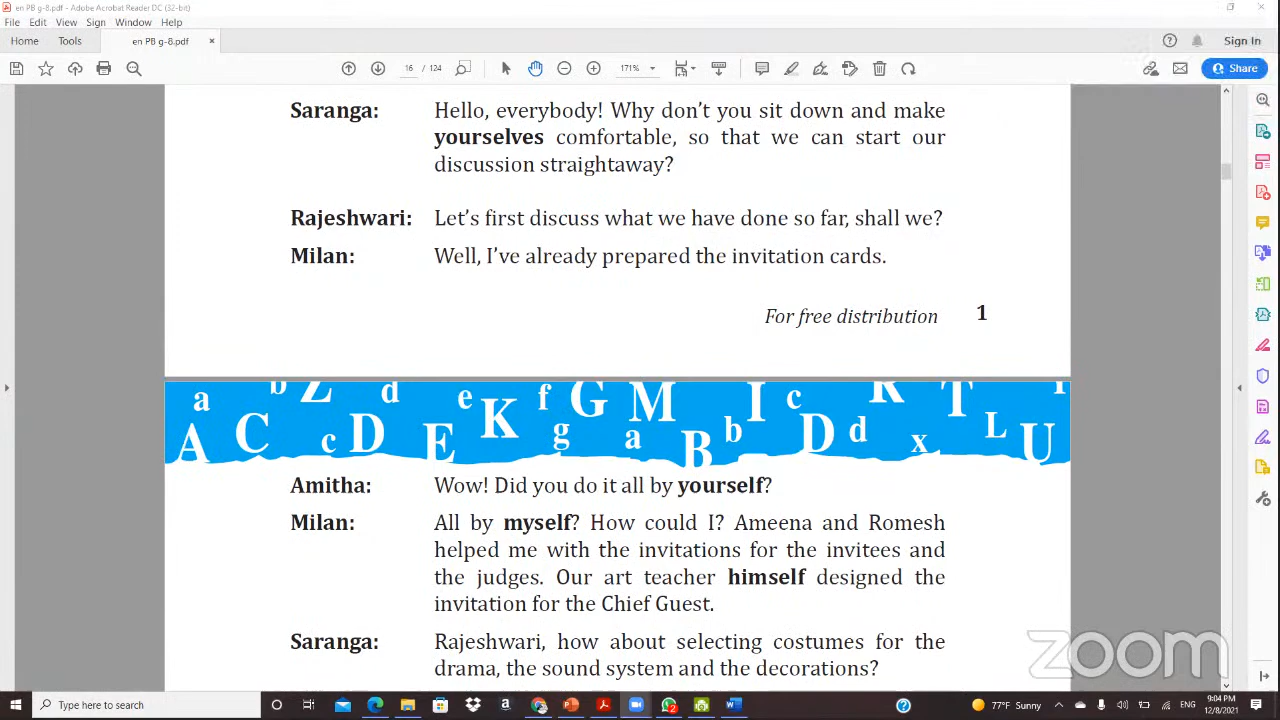 en PB g-8.pdf - Adobe Acrobat Reader DC (32-bit)
File Edit View Sign Window Help
Home Tools en PB g-8.pdf × Sign In
16 / 124 171% Share
Saranga: Hello, everybody! Why don't you sit down and make
yourselves comfortable, so that we can start our
discussion straightaway?
Rajeshwari: Let's first discuss what we have done so far, shall we?
Milan: Well, I've already prepared the invitation cards.
For free distribution 1
a b Z d e f G M I c R T
A C c D E K g a B b D d x L U
Amitha: Wow! Did you do it all by yourself?
Milan: All by myself? How could I? Ameena and Romesh
helped me with the invitations for the invitees and
the judges. Our art teacher himself designed the
invitation for the Chief Guest.
Saranga: Rajeshwari, how about selecting costumes for the
drama, the sound system and the decorations?
zoom
Type here to search 77°F Sunny ENG 9:04 PM
12/8/2021